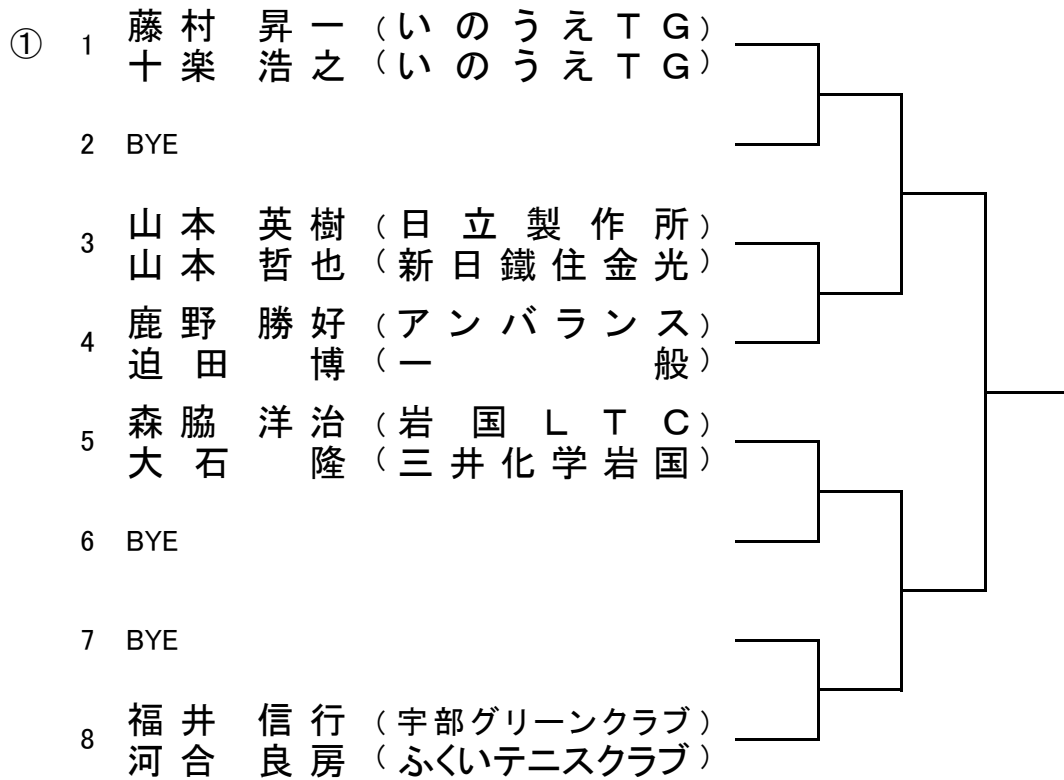 ① 1 藤村 昇一 (いのうえTG)
十楽 浩之 (いのうえTG)
2 BYE
3 山本 英樹 (日立製作所)
山本 哲也 (新日鐵住金光)
4 鹿野 勝好 (アンバランス)
迫田 博 (一般)
5 森脇 洋治 (岩国LTC)
大石 隆 (三井化学岩国)
6 BYE
7 BYE
8 福井 信行 (宇部グリーンクラブ)
河合 良房 (ふくいテニスクラブ)